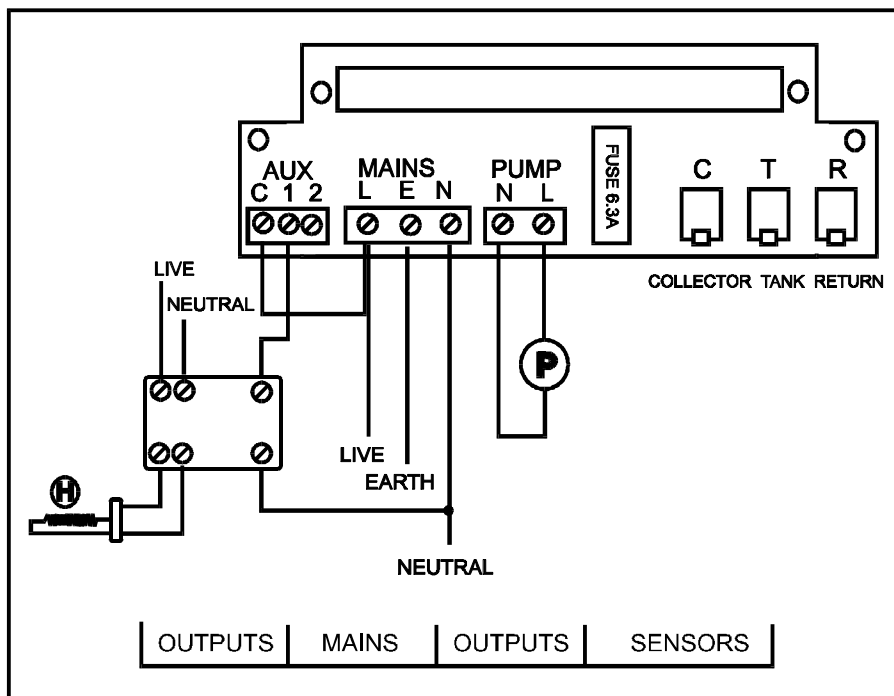 AUX MAINS PUMP FUSE 6.3A C T R
C 1 2 L E N N L
COLLECTOR TANK RETURN
LIVE
NEUTRAL
P
LIVE
EARTH
H
NEUTRAL
OUTPUTS MAINS OUTPUTS SENSORS